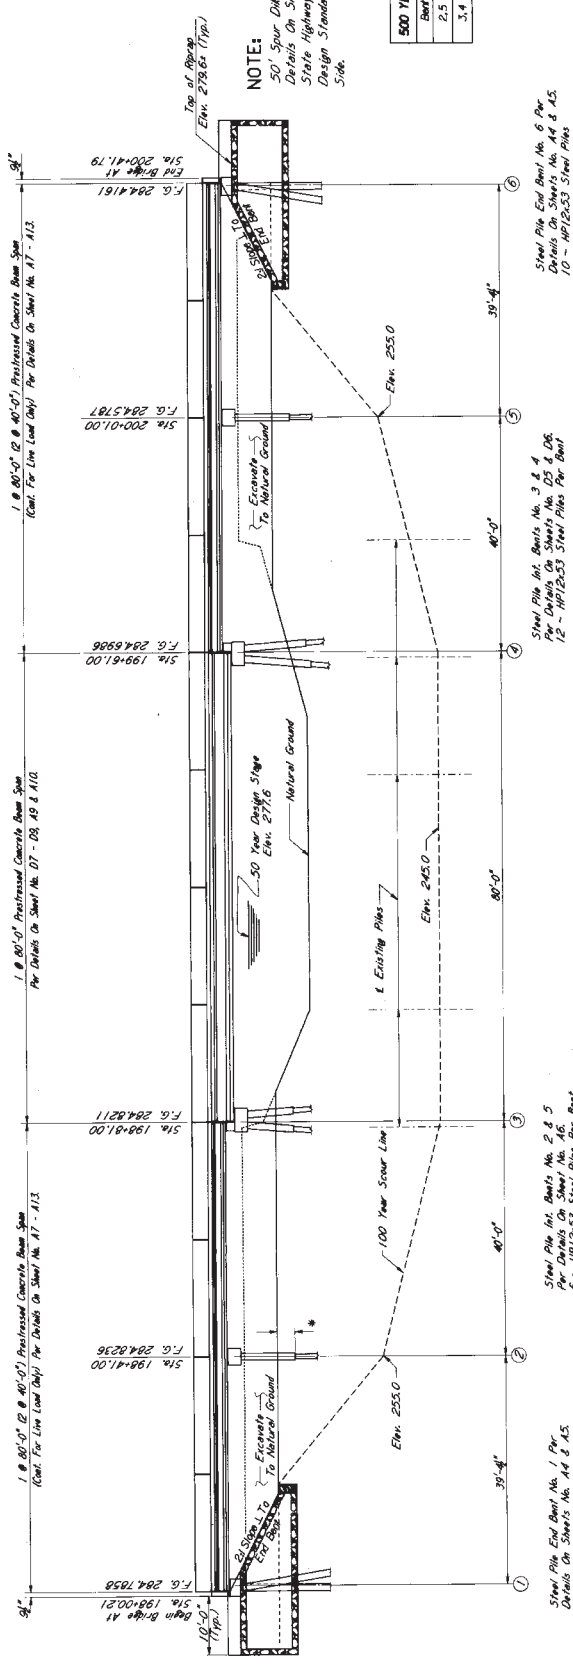 9½"
1 @ 80'-0" (2 @ 40'-0") Prestressed Concrete Beam Span
(Cont. For Live Load Only) Per Details On Sheet No. A7 - A13.
1 @ 80'-0" Prestressed Concrete Beam Span
Per Details On Sheet No. D7 - D9, A9 & A10.
1 @ 80'-0" (2 @ 40'-0") Prestressed Concrete Beam Span
(Cont. For Live Load Only) Per Details On Sheet No. A7 - A13.
9½"
10'-0"
(Typ.)
Begin Bridge At
Sta. 198+00.21
F.G. 284.7858
Sta. 198+41.00
F.G. 284.8236
Sta. 198+81.00
F.G. 284.8211
Sta. 199+61.00
F.G. 284.6986
Sta. 200+01.00
F.G. 284.5787
End Bridge At
Sta. 200+41.79
F.G. 284.4161
Top of Riprap
Elev. 279.6± (Typ.)
2:1 Slope ⊥ To
End Bent
Excavate
To Natural Ground
50 Year Design Stage
Elev. 277.6
Natural Ground
Excavate
To Natural Ground
2:1 Slope ⊥ To
End Bent
*
Elev. 255.0
100 Year Scour Line
℄ Existing Piles
Elev. 245.0
Elev. 255.0
39'-4½"
40'-0"
80'-0"
40'-0"
39'-4½"
1
2
3
4
5
6
Steel Pile End Bent No. 1 Per
Details On Sheets No. A4 & A5.
Steel Pile Int. Bents No. 2 & 5
Per Details On Sheet No. A6.
HP12x53 Steel Piles Per Bent
Steel Pile Int. Bents No. 3 & 4
Per Details On Sheets No. D5 & D6.
12 - HP12x53 Steel Piles Per Bent
Steel Pile End Bent No. 6 Per
Details On Sheets No. A4 & A5.
10 - HP12x53 Steel Piles
NOTE:
50' Spur
Details On
State Highway
Design
Side.
500
Bent
2,5
3,4